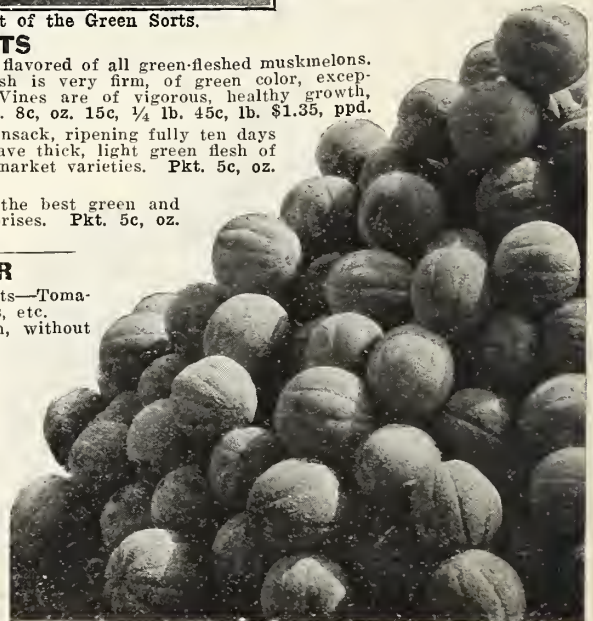 t of the Green Sorts.
TS
flavored of all green-fleshed muskmelons.
sh is very firm, of green color, excep-
Vines are of vigorous, healthy growth,
. 8c, oz. 15c, ¼ lb. 45c, lb. $1.35, ppd.
nsack, ripening fully ten days
ave thick, light green flesh of
market varieties. Pkt. 5c, oz.
the best green and
rises. Pkt. 5c, oz.
R
ts—Toma-
s, etc.
n, without